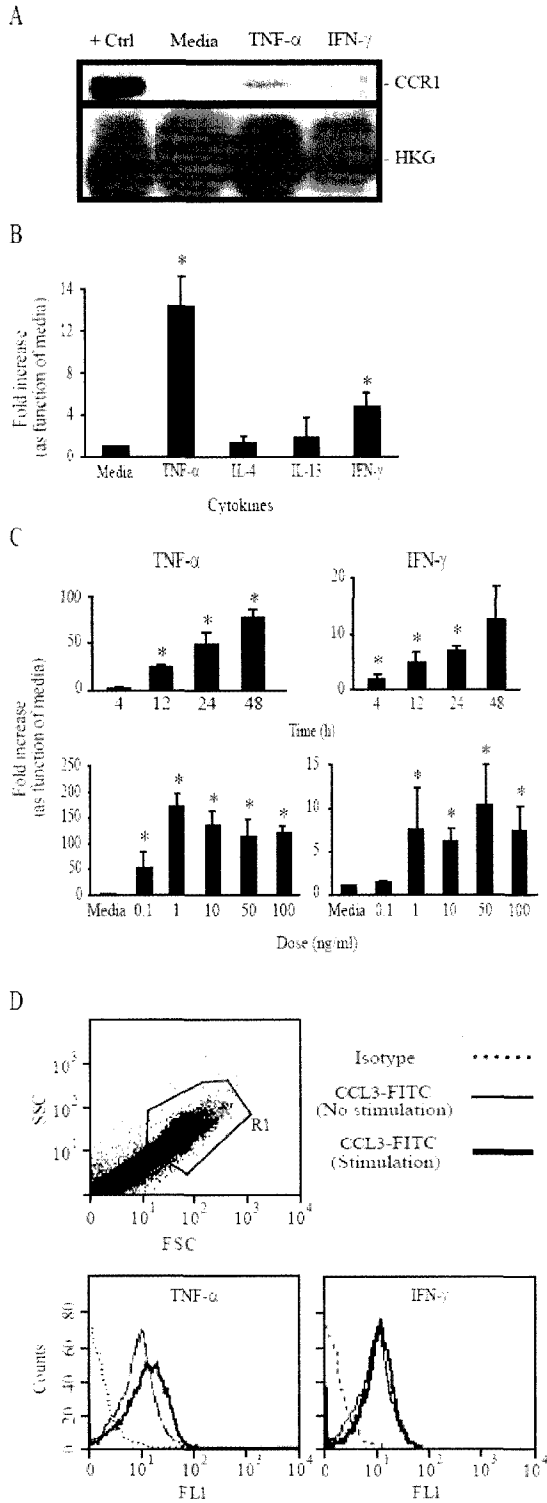 A
+ Ctrl Media TNF-α IFN-γ
- CCR1
- HKG
B
Fold increase
(as function of media)
14
12
8
4
0
*
*
Media TNF-α IL-4 IL-13 IFN-γ
Cytokines
C
TNF-α IFN-γ
Fold increase
(as function of media)
100
50
0
* * *
4 12 24 48
20
10
0
* * *
4 12 24 48
Time (h)
250
200
150
100
50
0
* * * * *
Media 0.1 1 10 50 100
15
10
5
0
* * * *
Media 0.1 1 10 50 100
Dose (ng/ml)
D
SSC
10³
10²
10¹
R1
0 10¹ 10² 10³ 10⁴
FSC
Isotype
CCL3-FITC
(No stimulation)
CCL3-FITC
(Stimulation)
Counts
80
60
40
20
0
TNF-α
0 10¹ 10² 10³ 10⁴
FL1
IFN-γ
0 10¹ 10² 10³ 10⁴
FL1